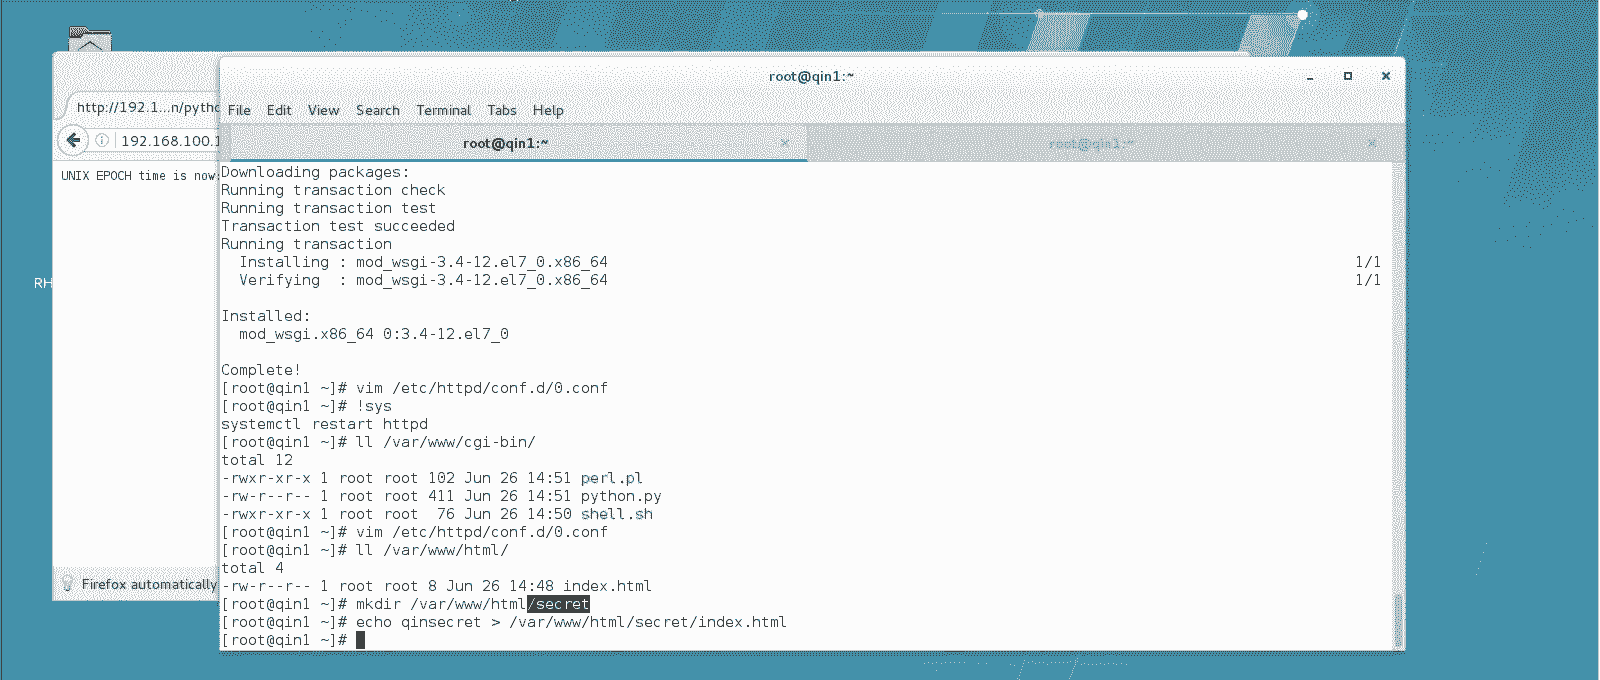 root@qin1:~
http://192.1...n/pytho
File Edit View Search Terminal Tabs Help
192.168.100.1
root@qin1:~
root@qin1:~
UNIX EPOCH time is now
RH
Downloading packages:
Running transaction check
Running transaction test
Transaction test succeeded
Running transaction
Installing : mod_wsgi-3.4-12.el7_0.x86_64 1/1
Verifying : mod_wsgi-3.4-12.el7_0.x86_64 1/1
Installed:
mod_wsgi.x86_64 0:3.4-12.el7_0
Complete!
[root@qin1 ~]# vim /etc/httpd/conf.d/0.conf
[root@qin1 ~]# !sys
systemctl restart httpd
[root@qin1 ~]# ll /var/www/cgi-bin/
total 12
-rwxr-xr-x 1 root root 102 Jun 26 14:51 perl.pl
-rw-r--r-- 1 root root 411 Jun 26 14:51 python.py
-rwxr-xr-x 1 root root  76 Jun 26 14:50 shell.sh
[root@qin1 ~]# vim /etc/httpd/conf.d/0.conf
[root@qin1 ~]# ll /var/www/html/
total 4
-rw-r--r-- 1 root root 8 Jun 26 14:48 index.html
[root@qin1 ~]# mkdir /var/www/html/secret
[root@qin1 ~]# echo qinsecret > /var/www/html/secret/index.html
[root@qin1 ~]#
Firefox automatically